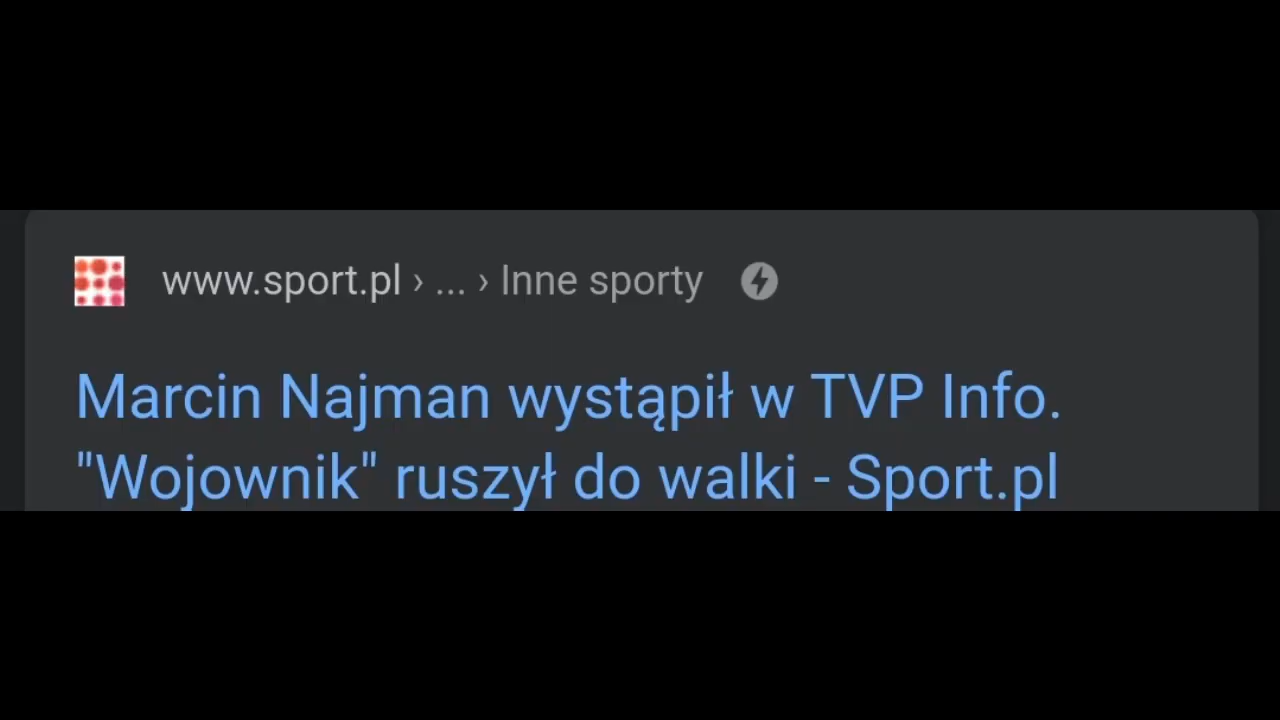 www.sport.pl › ... › Inne sporty
Marcin Najman wystąpił w TVP Info.
"Wojownik" ruszył do walki - Sport.pl